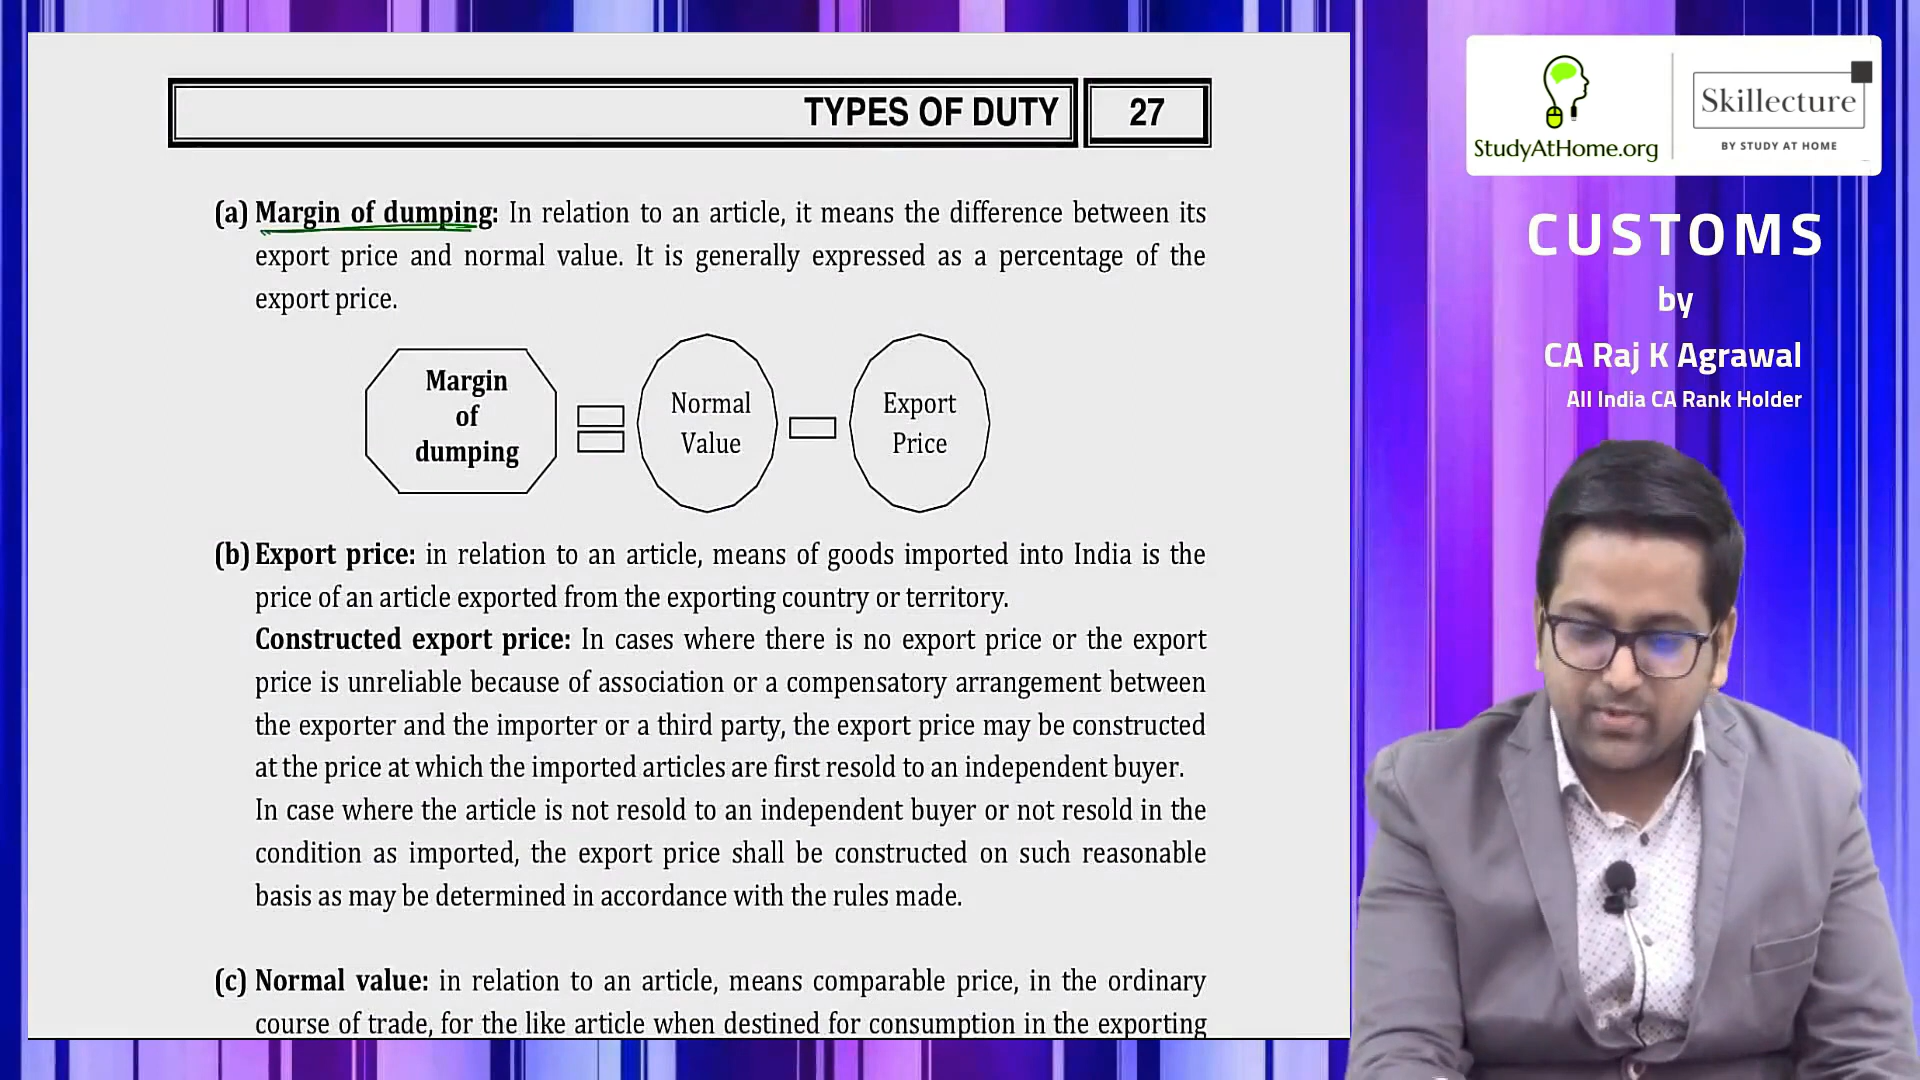 TYPES OF DUTY 27
(a) Margin of dumping: In relation to an article, it means the difference between its
export price and normal value. It is generally expressed as a percentage of the
export price.
Margin
of
dumping
Normal
Value
Export
Price
(b) Export price: in relation to an article, means of goods imported into India is the
price of an article exported from the exporting country or territory.
Constructed export price: In cases where there is no export price or the export
price is unreliable because of association or a compensatory arrangement between
the exporter and the importer or a third party, the export price may be constructed
at the price at which the imported articles are first resold to an independent buyer.
In case where the article is not resold to an independent buyer or not resold in the
condition as imported, the export price shall be constructed on such reasonable
basis as may be determined in accordance with the rules made.
(c) Normal value: in relation to an article, means comparable price, in the ordinary
course of trade, for the like article when destined for consumption in the exporting
StudyAtHome.org
Skillecture
BY STUDY AT HOME
CUSTOMS
by
CA Raj K Agrawal
All India CA Rank Holder